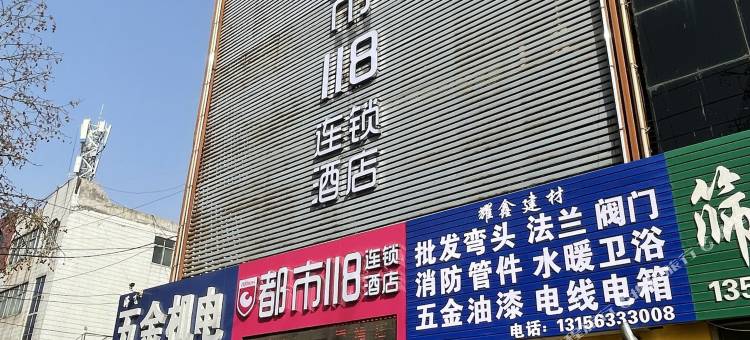 市118
连锁
酒店
五金机电
都市118
连锁
酒店
耀鑫建材
批发弯头 法兰 阀门
消防管件 水暖卫浴
五金油漆 电线电箱
电话: 13156333008
筛
135